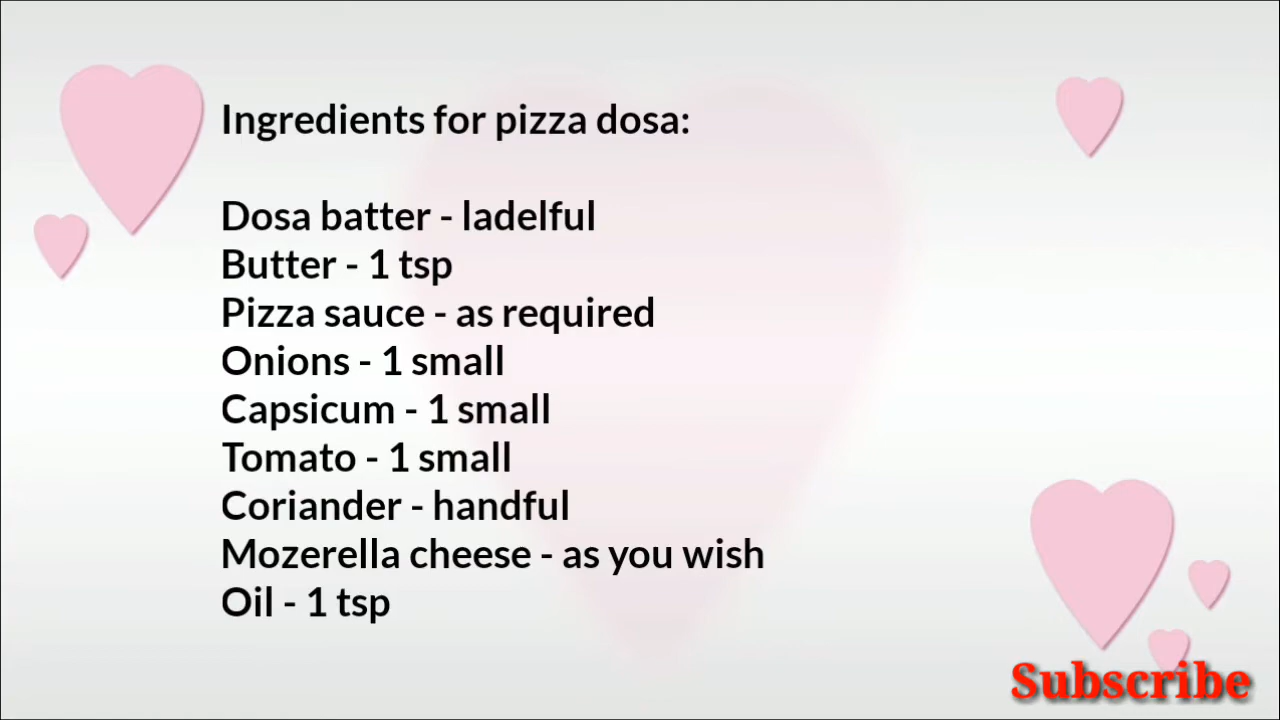 Ingredients for pizza dosa:
Dosa batter - ladelful
Butter - 1 tsp
Pizza sauce - as required
Onions - 1 small
Capsicum - 1 small
Tomato - 1 small
Coriander - handful
Mozerella cheese - as you wish
Oil - 1 tsp
Subscribe